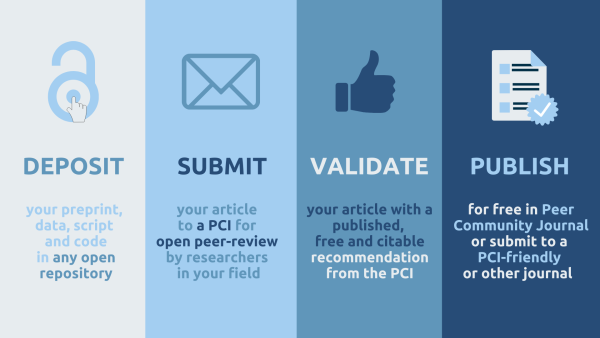 DEPOSIT
your preprint,
data, script
and code
in any open
repository
SUBMIT
your article
to a PCI for
open peer-review
by researchers
in your field
VALIDATE
your article with a
published,
free and citable
recommendation
from the PCI
PUBLISH
for free in Peer
Community Journal
or submit to a
PCI-friendly
or other journal